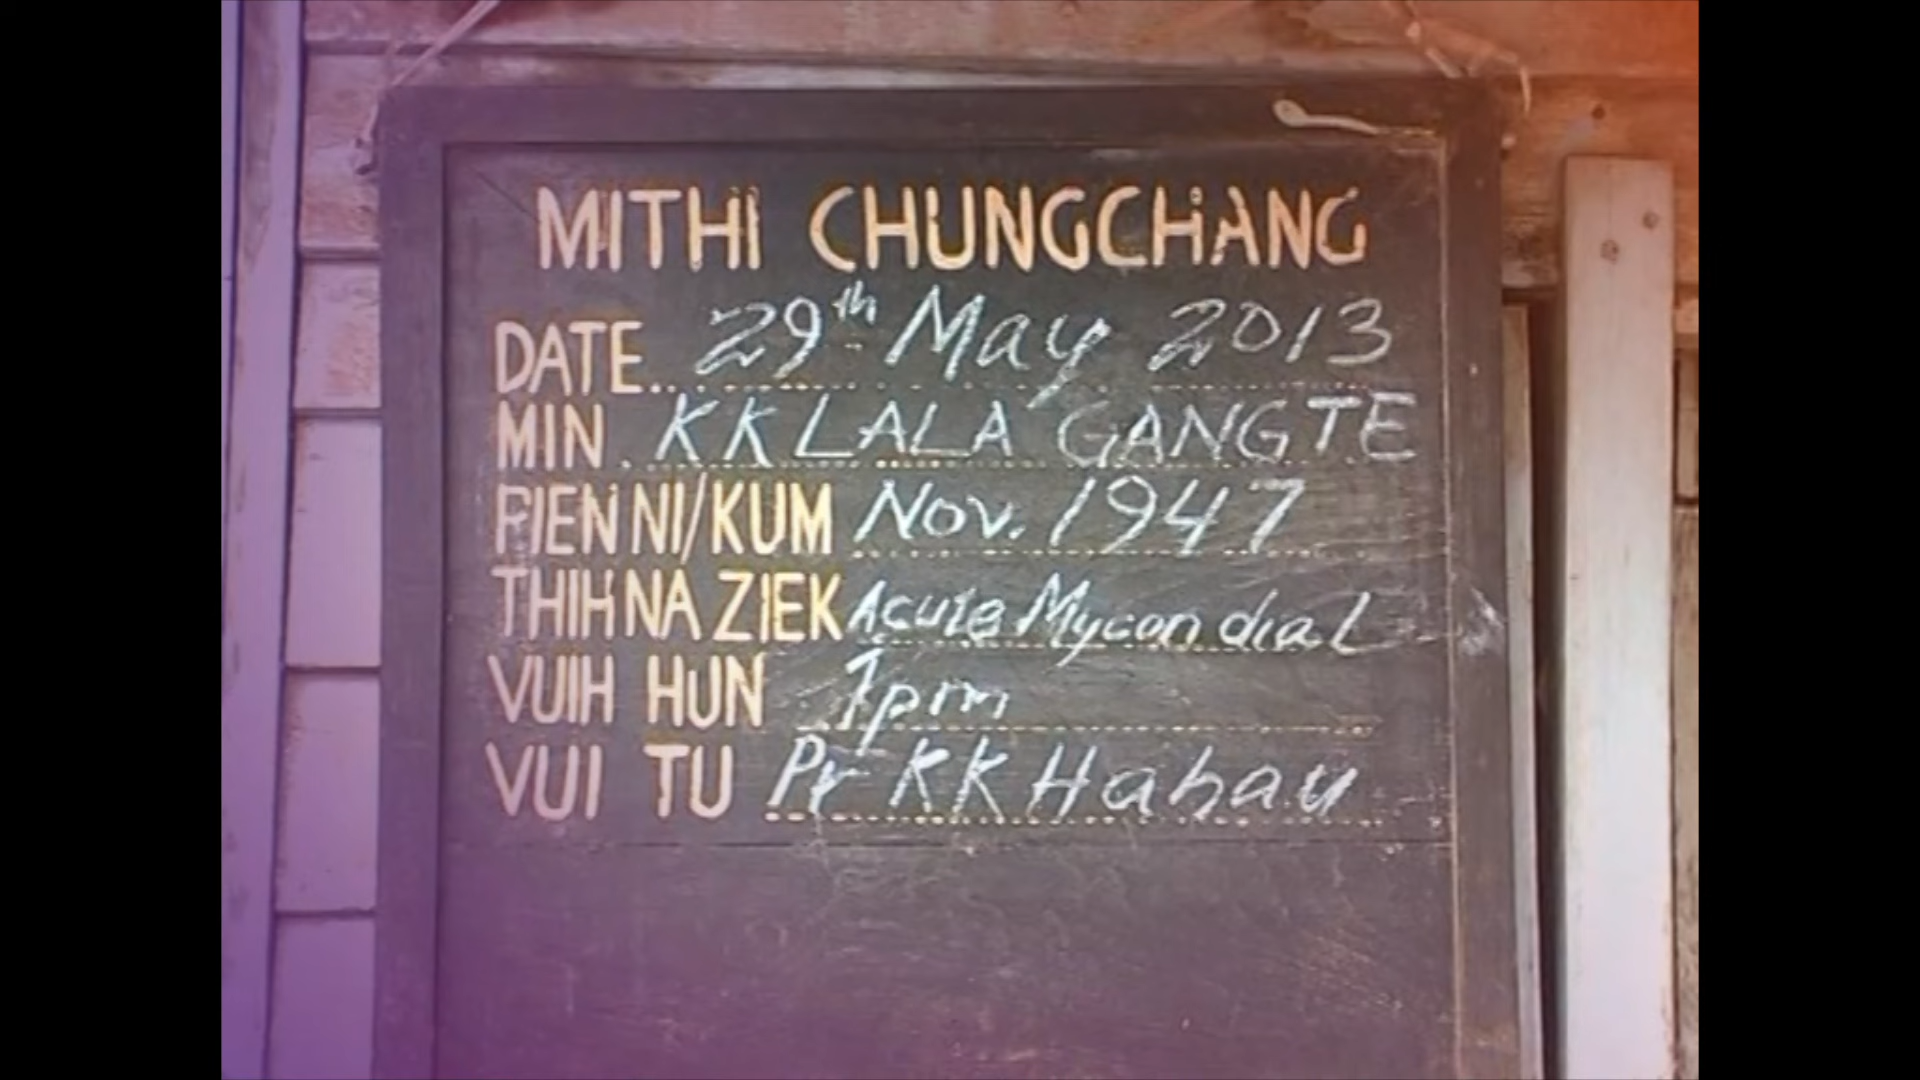 MITHI CHUNGCHANG
DATE 29th May 2013
MIN KK LALA GANGTE
PIEN NI/KUM Nov. 1947
THIH NA ZIEK Acute Mycon dial
VUIH HUN 1pm
VUI TU Pr KK Habau